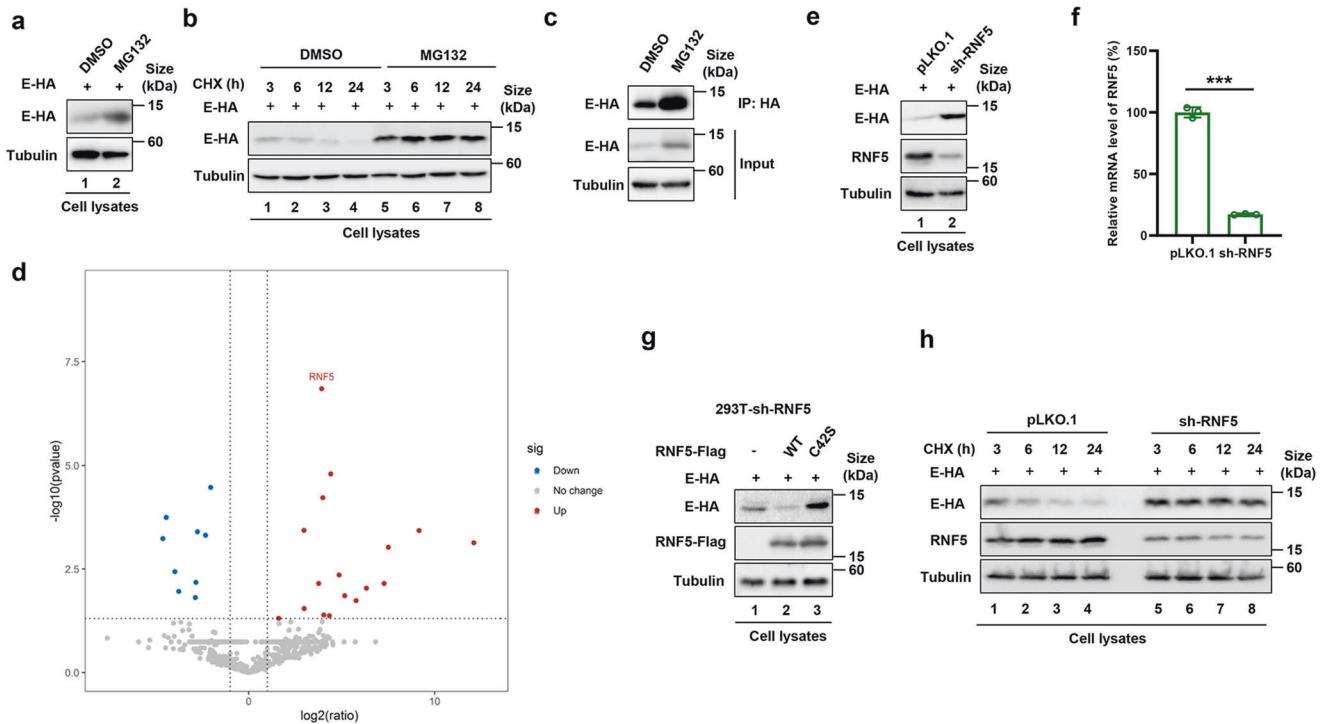 a
DMSO
MG132
E-HA + +
Size
(kDa)
E-HA
15
Tubulin
60
1 2
Cell lysates
b
DMSO MG132
CHX (h) 3 6 12 24 3 6 12 24
Size
(kDa)
E-HA + + + + + + + +
E-HA
15
Tubulin
60
1 2 3 4 5 6 7 8
Cell lysates
c
DMSO
MG132
Size
(kDa)
E-HA
15
IP: HA
E-HA
15
Input
Tubulin
60
e
pLKO.1
sh-RNF5
Size
(kDa)
E-HA + +
E-HA
15
RNF5
15
Tubulin
60
1 2
Cell lysates
f
Relative mRNA level of RNF5 (%)
150
100
50
0
***
pLKO.1 sh-RNF5
d
-log10(pvalue)
7.5
5.0
2.5
0.0
RNF5
0 10
log2(ratio)
sig
Down
No change
Up
g
293T-sh-RNF5
RNF5-Flag - WT C42S
Size
(kDa)
E-HA + + +
E-HA
15
RNF5-Flag
15
Tubulin
60
1 2 3
Cell lysates
h
pLKO.1 sh-RNF5
CHX (h) 3 6 12 24 3 6 12 24
Size
(kDa)
E-HA + + + + + + + +
E-HA
15
RNF5
15
Tubulin
60
1 2 3 4 5 6 7 8
Cell lysates